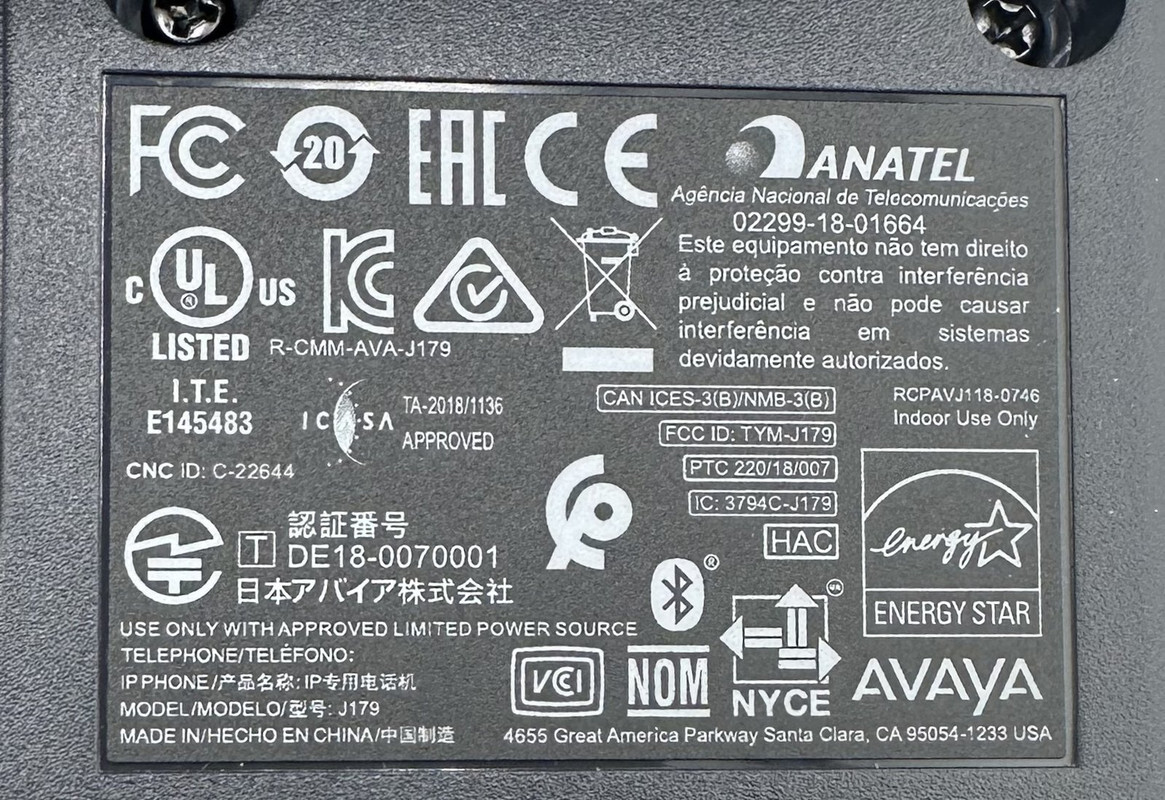 FC
20
EAC
CE
ANATEL
Agência Nacional de Telecomunicações
02299-18-01664
Este equipamento não tem direito
à proteção contra interferência
prejudicial e não pode causar
interferência em sistemas
devidamente autorizados.
C UL ® US
LISTED
I.T.E.
E145483
KC
R-CMM-AVA-J179
ICASA
TA-2018/1136
APPROVED
CAN ICES-3(B)/NMB-3(B)
FCC ID: TYM-J179
PTC 220/18/007
IC: 3794C-J179
HAC
RCPAVJ118-0746
Indoor Use Only
CNC ID: C-22644
T
認証番号
DE18-0070001
日本アバイア株式会社
®
energy
ENERGY STAR
USE ONLY WITH APPROVED LIMITED POWER SOURCE
TELEPHONE/TELÉFONO:
IP PHONE/产品名称: IP专用电话机
MODEL/MODELO/型号: J179
MADE IN/HECHO EN CHINA/中国制造
VCI
NOM
NYCE
AVAYA
4655 Great America Parkway Santa Clara, CA 95054-1233 USA